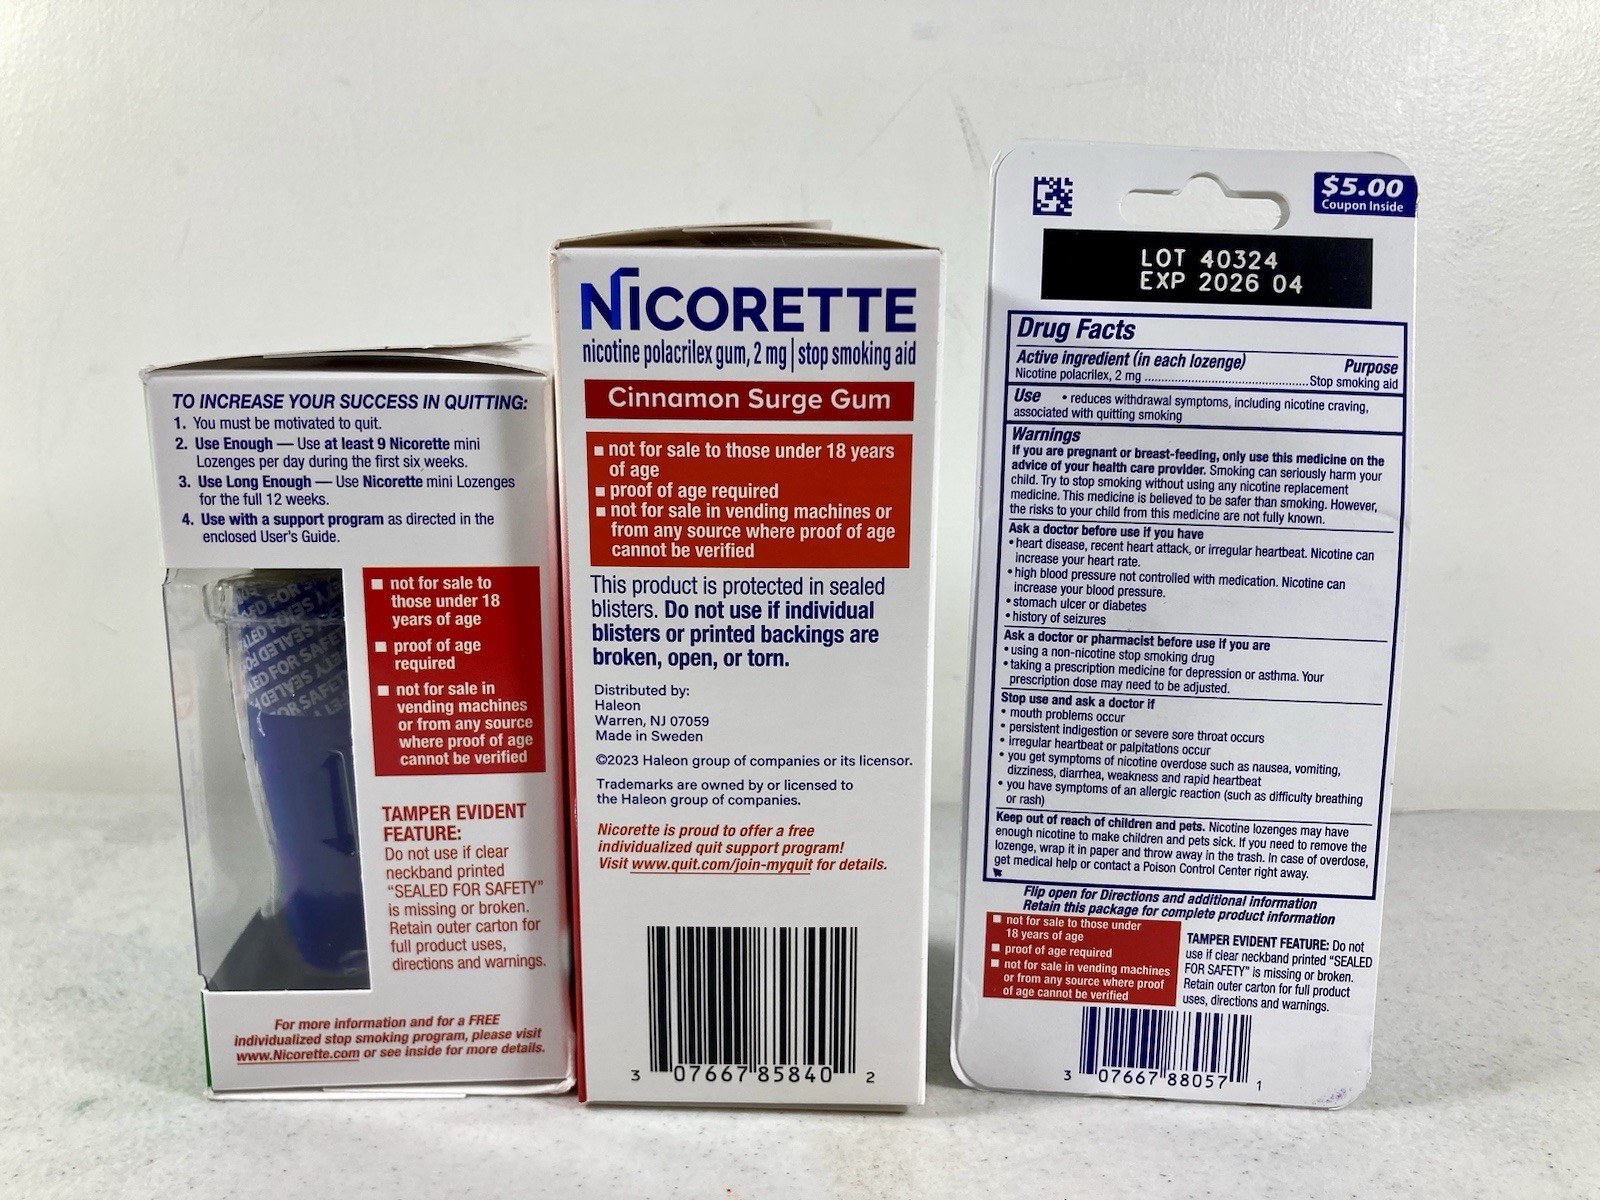 TO INCREASE YOUR SUCCESS IN QUITTING:
1. You must be motivated to quit.
2. Use Enough — Use at least 9 Nicorette mini
Lozenges per day during the first six weeks.
3. Use Long Enough — Use Nicorette mini Lozenges
for the full 12 weeks.
4. Use with a support program as directed in the
enclosed User's Guide.
SEALED FOR SAFETY
■ not for sale to
those under 18
years of age
■ proof of age
required
■ not for sale in
vending machines
or from any source
where proof of age
cannot be verified
TAMPER EVIDENT
FEATURE:
Do not use if clear
neckband printed
“SEALED FOR SAFETY”
is missing or broken.
Retain outer carton for
full product uses,
directions and warnings.
For more information and for a FREE
individualized stop smoking program, please visit
www.Nicorette.com or see inside for more details.
NICORETTE
nicotine polacrilex gum, 2 mg | stop smoking aid
Cinnamon Surge Gum
■ not for sale to those under 18 years
of age
■ proof of age required
■ not for sale in vending machines or
from any source where proof of age
cannot be verified
This product is protected in sealed
blisters. Do not use if individual
blisters or printed backings are
broken, open, or torn.
Distributed by:
Haleon
Warren, NJ 07059
Made in Sweden
©2023 Haleon group of companies or its licensor.
Trademarks are owned by or licensed to
the Haleon group of companies.
Nicorette is proud to offer a free
individualized quit support program!
Visit www.quit.com/join-myquit for details.
3 07667 85840 2
$5.00
Coupon Inside
LOT 40324
EXP 2026 04
Drug Facts
Active ingredient (in each lozenge) Purpose
Nicotine polacrilex, 2 mg ........ Stop smoking aid
Use • reduces withdrawal symptoms, including nicotine craving,
associated with quitting smoking
Warnings
If you are pregnant or breast-feeding, only use this medicine on the
advice of your health care provider. Smoking can seriously harm your
child. Try to stop smoking without using any nicotine replacement
medicine. This medicine is believed to be safer than smoking. However,
the risks to your child from this medicine are not fully known.
Ask a doctor before use if you have
• heart disease, recent heart attack, or irregular heartbeat. Nicotine can
increase your heart rate.
• high blood pressure not controlled with medication. Nicotine can
increase your blood pressure.
• stomach ulcer or diabetes
• history of seizures
Ask a doctor or pharmacist before use if you are
• using a non-nicotine stop smoking drug
• taking a prescription medicine for depression or asthma. Your
prescription dose may need to be adjusted.
Stop use and ask a doctor if
• mouth problems occur
• persistent indigestion or severe sore throat occurs
• irregular heartbeat or palpitations occur
• you get symptoms of nicotine overdose such as nausea, vomiting,
dizziness, diarrhea, weakness and rapid heartbeat
• you have symptoms of an allergic reaction (such as difficulty breathing
or rash)
Keep out of reach of children and pets. Nicotine lozenges may have
enough nicotine to make children and pets sick. If you need to remove the
lozenge, wrap it in paper and throw away in the trash. In case of overdose,
get medical help or contact a Poison Control Center right away.
Flip open for Directions and additional information
Retain this package for complete product information
■ not for sale to those under
18 years of age
■ proof of age required
■ not for sale in vending machines
or from any source where proof
of age cannot be verified
TAMPER EVIDENT FEATURE: Do not
use if clear neckband printed “SEALED
FOR SAFETY” is missing or broken.
Retain outer carton for full product
uses, directions and warnings.
3 07667 88057 1